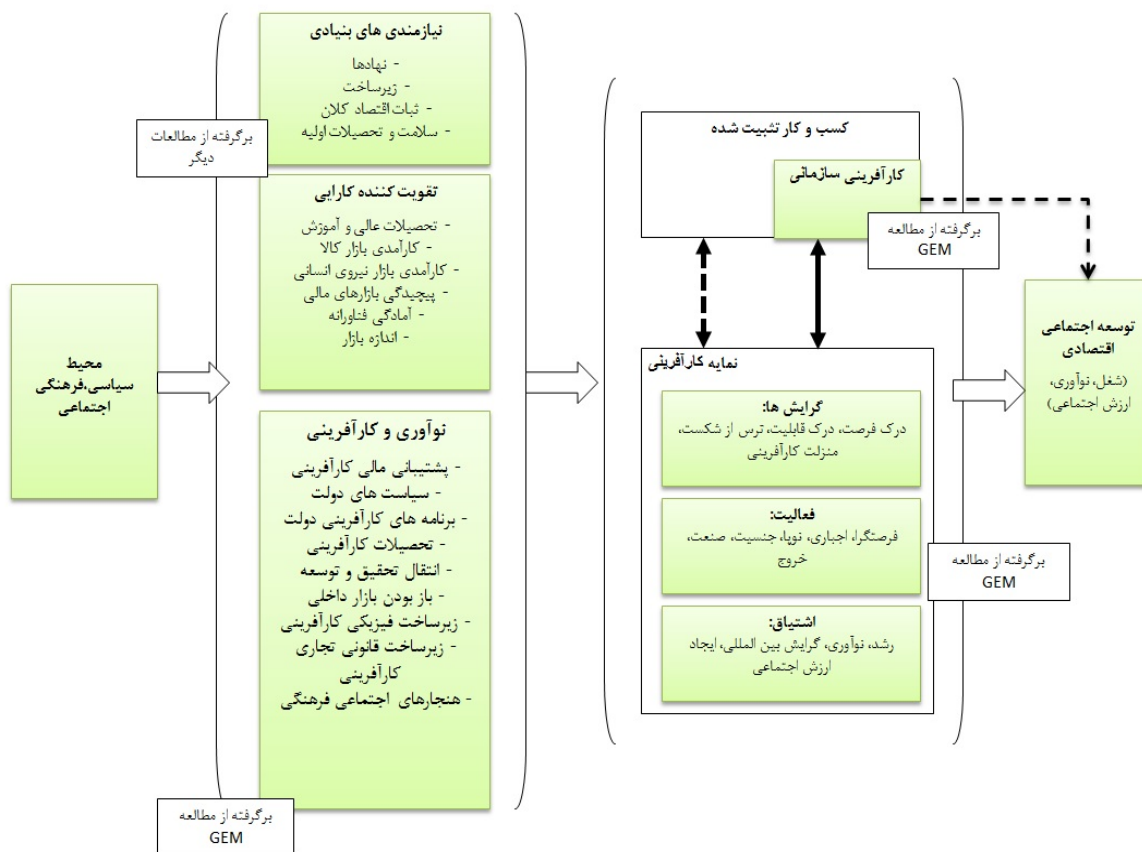 نیازمندی های بنیادی
- نهادها
- زیرساخت
- ثبات اقتصاد کلان
- سلامت و تحصیلات اولیه
برگرفته از مطالعات
دیگر
تقویت کننده کارایی
- تحصیلات عالی و آموزش
- کارآمدی بازار کالا
- کارآمدی بازار نیروی انسانی
- پیچیدگی بازارهای مالی
- آمادگی فناورانه
- اندازه بازار
محیط
سیاسی،فرهنگی
اجتماعی
نوآوری و کارآفرینی
- پشتیبانی مالی کارآفرینی
- سیاست های دولت
- برنامه های کارآفرینی دولت
- تحصیلات کارآفرینی
- انتقال تحقیق و توسعه
- باز بودن بازار داخلی
- زیرساخت فیزیکی کارآفرینی
- زیرساخت قانونی تجاری
کارآفرینی
- هنجارهای اجتماعی فرهنگی
برگرفته از مطالعه
GEM
کسب و کار تثبیت شده
کارآفرینی سازمانی
برگرفته از مطالعه
GEM
نمایه کارآفرینی
گرایش ها:
درک فرصت، درک قابلیت، ترس از شکست،
منزلت کارآفرینی
فعالیت:
فرصتگرا، اجباری، نوپا، جنسیت، صنعت،
خروج
برگرفته از مطالعه
GEM
اشتیاق:
رشد، نوآوری، گرایش بین المللی، ایجاد
ارزش اجتماعی
توسعه اجتماعی
اقتصادی
(شغل، نوآوری،
ارزش اجتماعی)